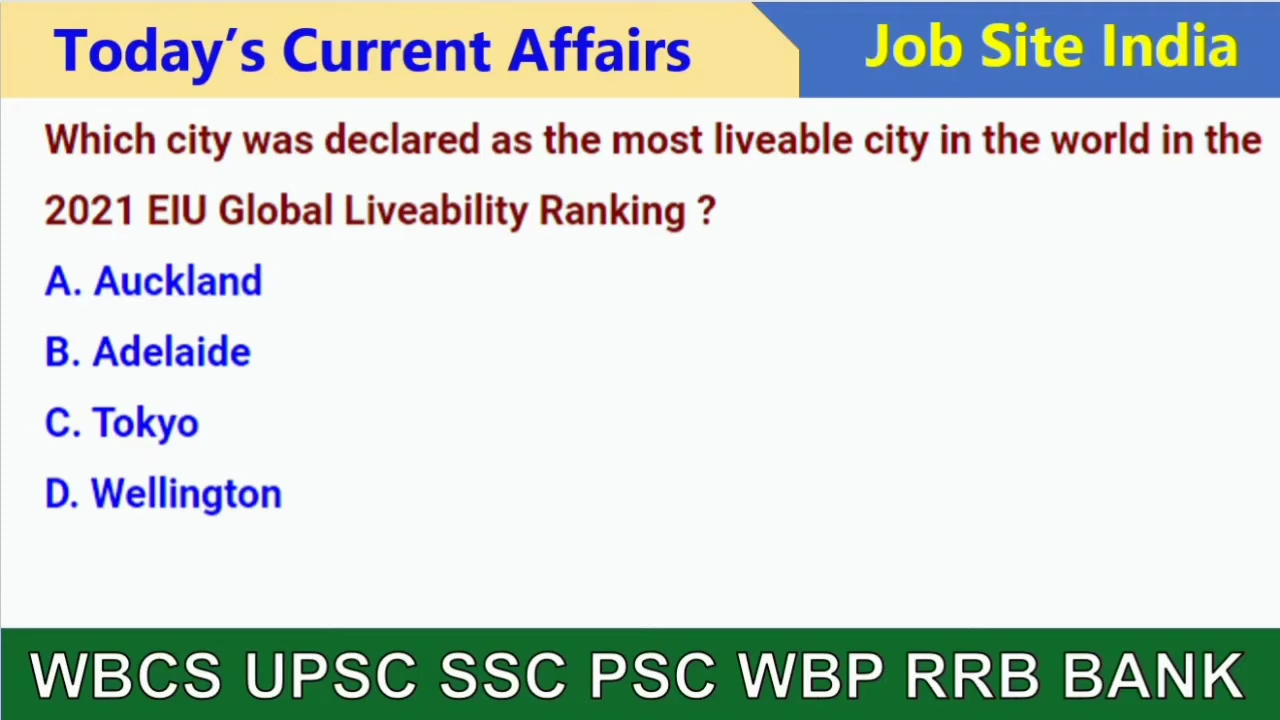 Today’s Current Affairs
Job Site India
Which city was declared as the most liveable city in the world in the
2021 EIU Global Liveability Ranking ?
A. Auckland
B. Adelaide
C. Tokyo
D. Wellington
WBCS UPSC SSC PSC WBP RRB BANK